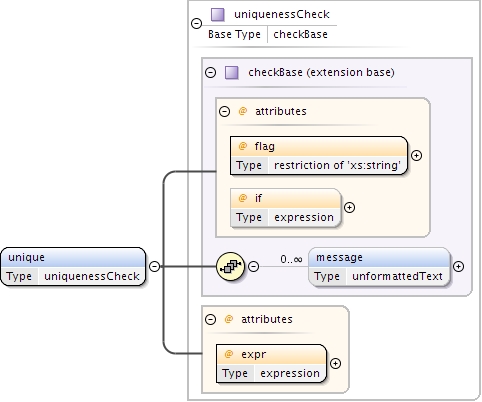 uniquenessCheck
Base Type checkBase
checkBase (extension base)
@ attributes
@ flag
Type restriction of 'xs:string'
@ if
Type expression
unique
Type uniquenessCheck
0..∞
message
Type unformattedText
@ attributes
@ expr
Type expression